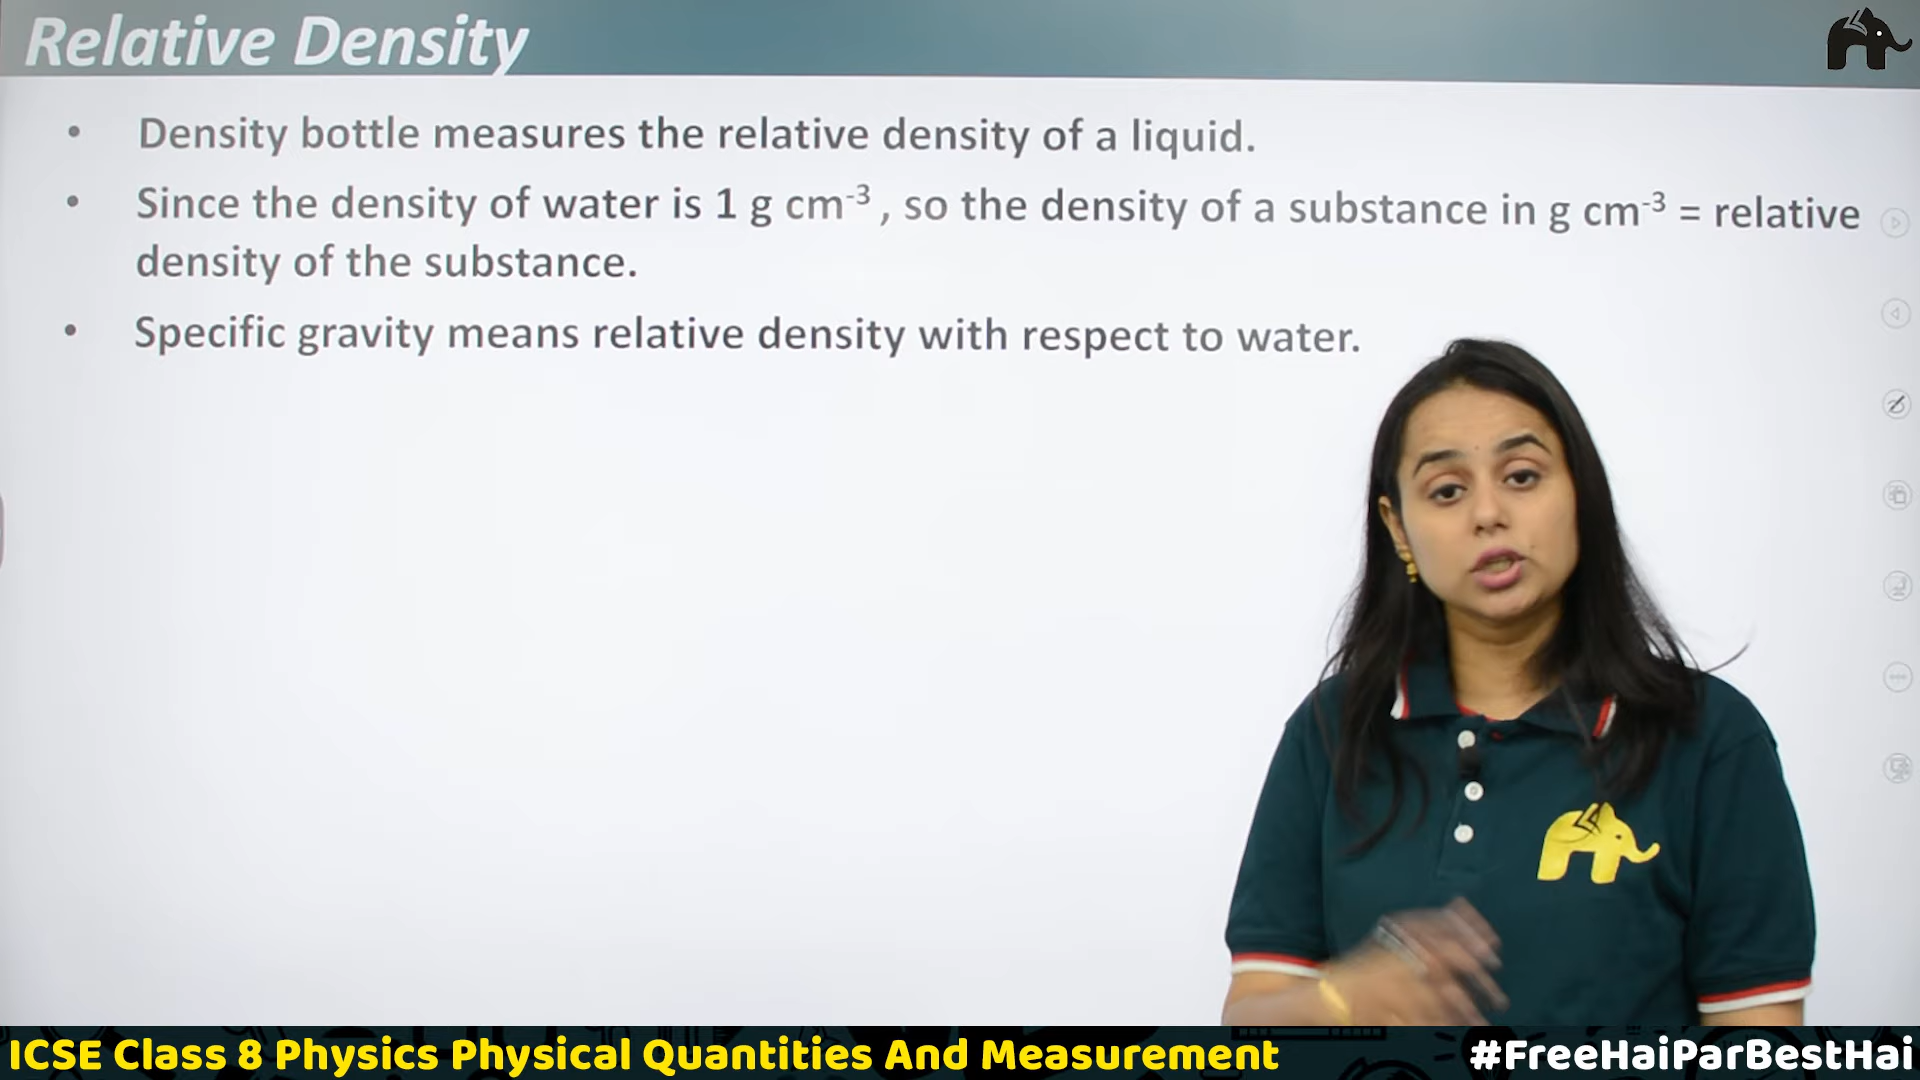 Relative Density
• Density bottle measures the relative density of a liquid.
• Since the density of water is 1 g cm⁻³ , so the density of a substance in g cm⁻³ = relative
density of the substance.
• Specific gravity means relative density with respect to water.
ICSE Class 8 Physics Physical Quantities And Measurement
#FreeHaiParBestHai